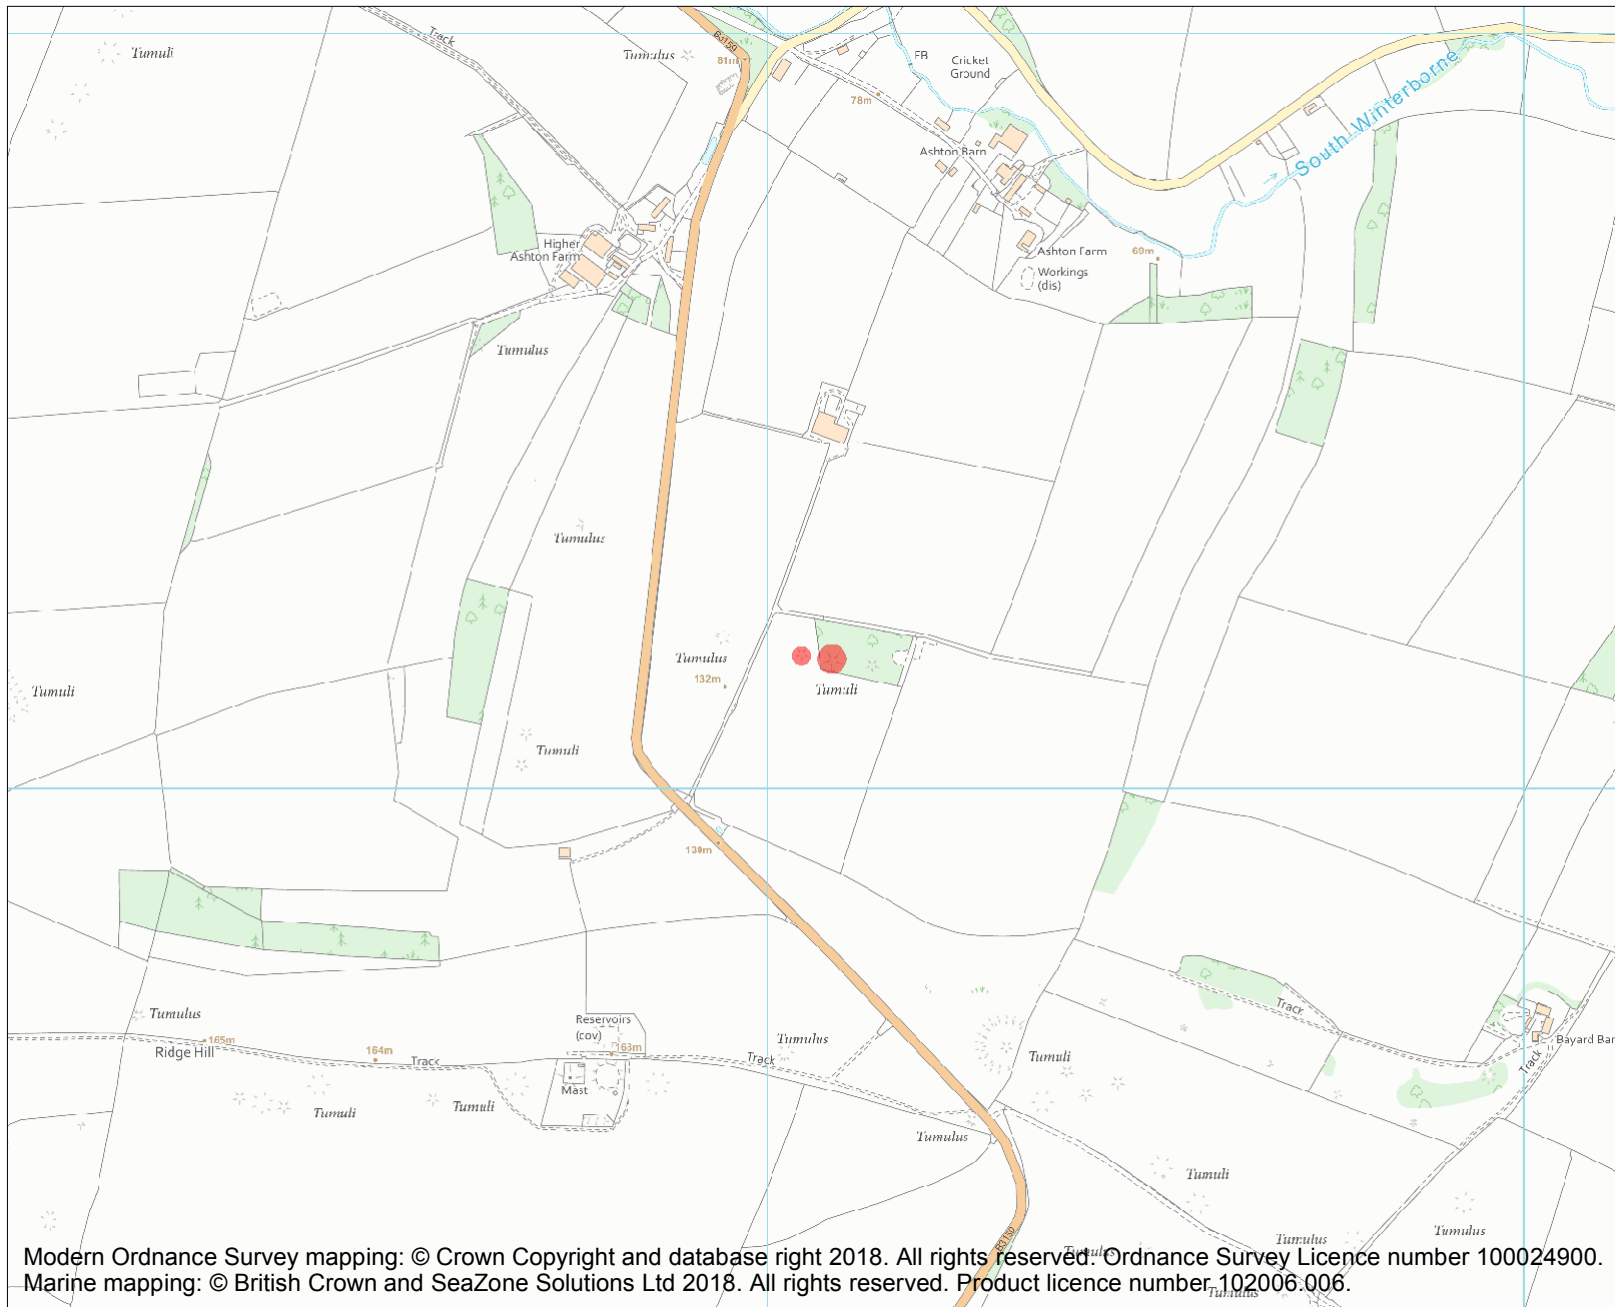 Track
B3159
Tumuli
Tumulus
81m
FB
Cricket
Ground
78m
South Winterborne
Ashton Barn
Higher
Ashton Farm
Ashton Farm
69m
Workings
(dis)
Tumulus
Tumulus
Tumulus
132m
Tumuli
Tumuli
Tumuli
130m
Tumulus
165m
Ridge Hill
164m
Track
Reservoirs
(cov)
163m
Mast
Track
Tumulus
Tumuli
Track
Bayard Bar
Track
Tumuli
Tumuli
Tumulus
Tumuli
Tumulus
Tumulus
Tumulus
Tumulus
B3159
Modern Ordnance Survey mapping: © Crown Copyright and database right 2018. All rights reserved. Ordnance Survey Licence number 100024900.
Marine mapping: © British Crown and SeaZone Solutions Ltd 2018. All rights reserved. Product licence number 102006.006.